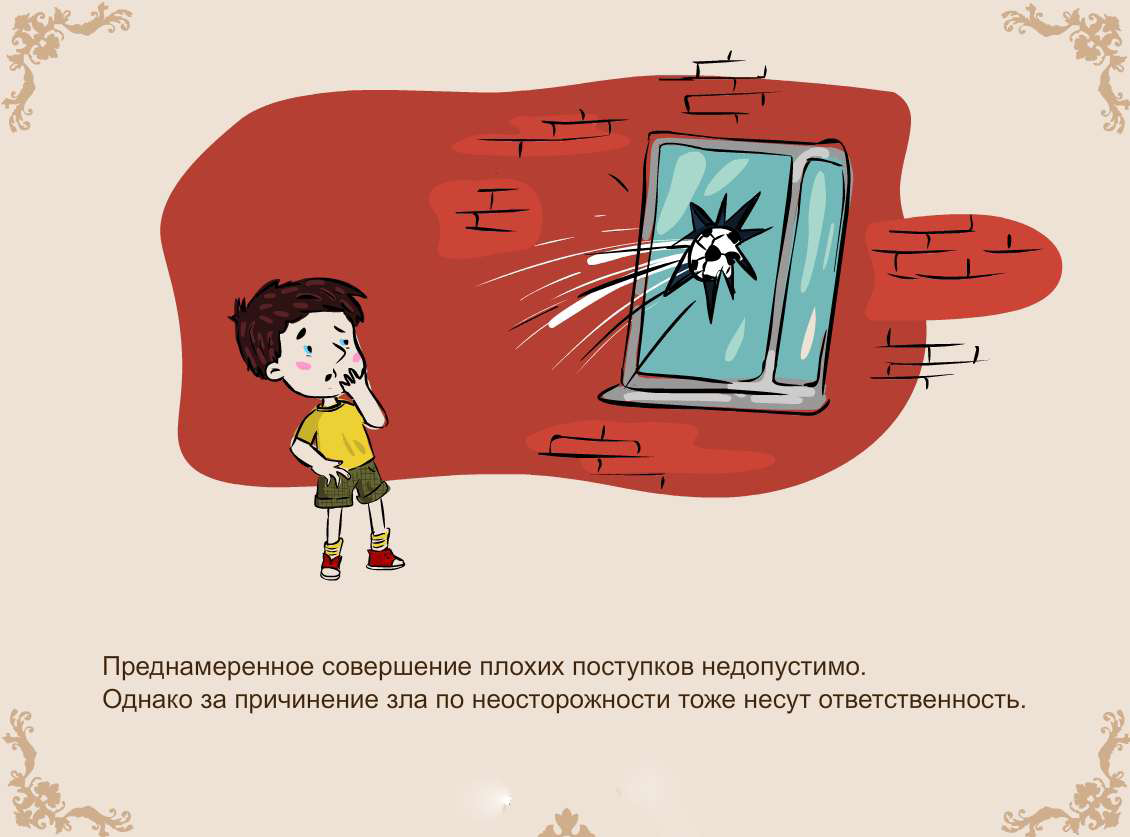 Преднамеренное совершение плохих поступков недопустимо.
Однако за причинение зла по неосторожности тоже несут ответственность.